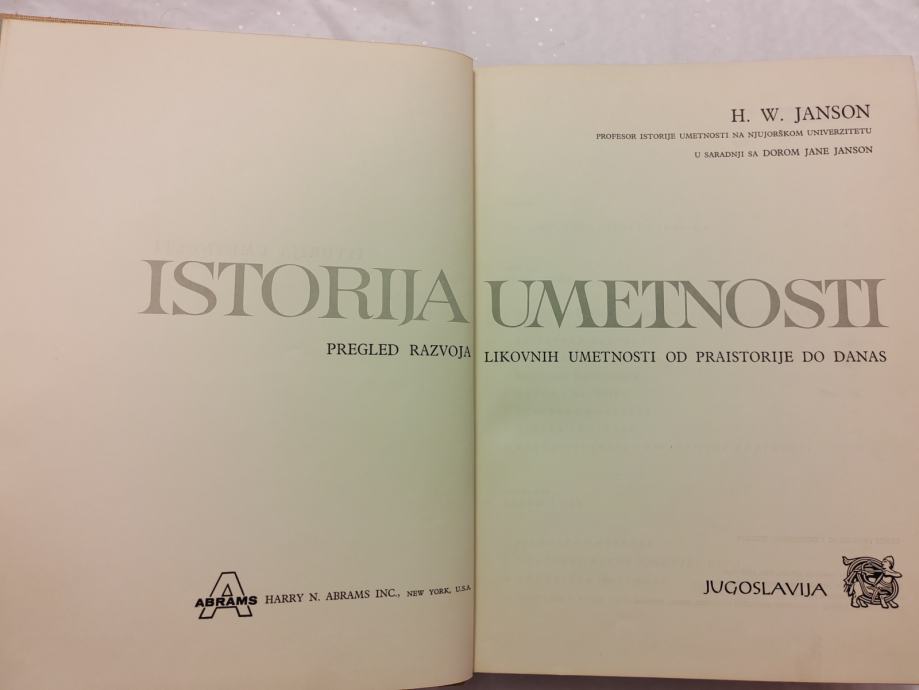 H. W. JANSON
PROFESOR ISTORIJE UMETNOSTI NA NJUJORŠKOM UNIVERZITETU
U SARADNJI SA DOROM JANE JANSON
ISTORIJA UMETNOSTI
PREGLED RAZVOJA LIKOVNIH UMETNOSTI OD PRAISTORIJE DO DANAS
ABRAMS HARRY N. ABRAMS INC., NEW YORK, U.S.A
JUGOSLAVIJA